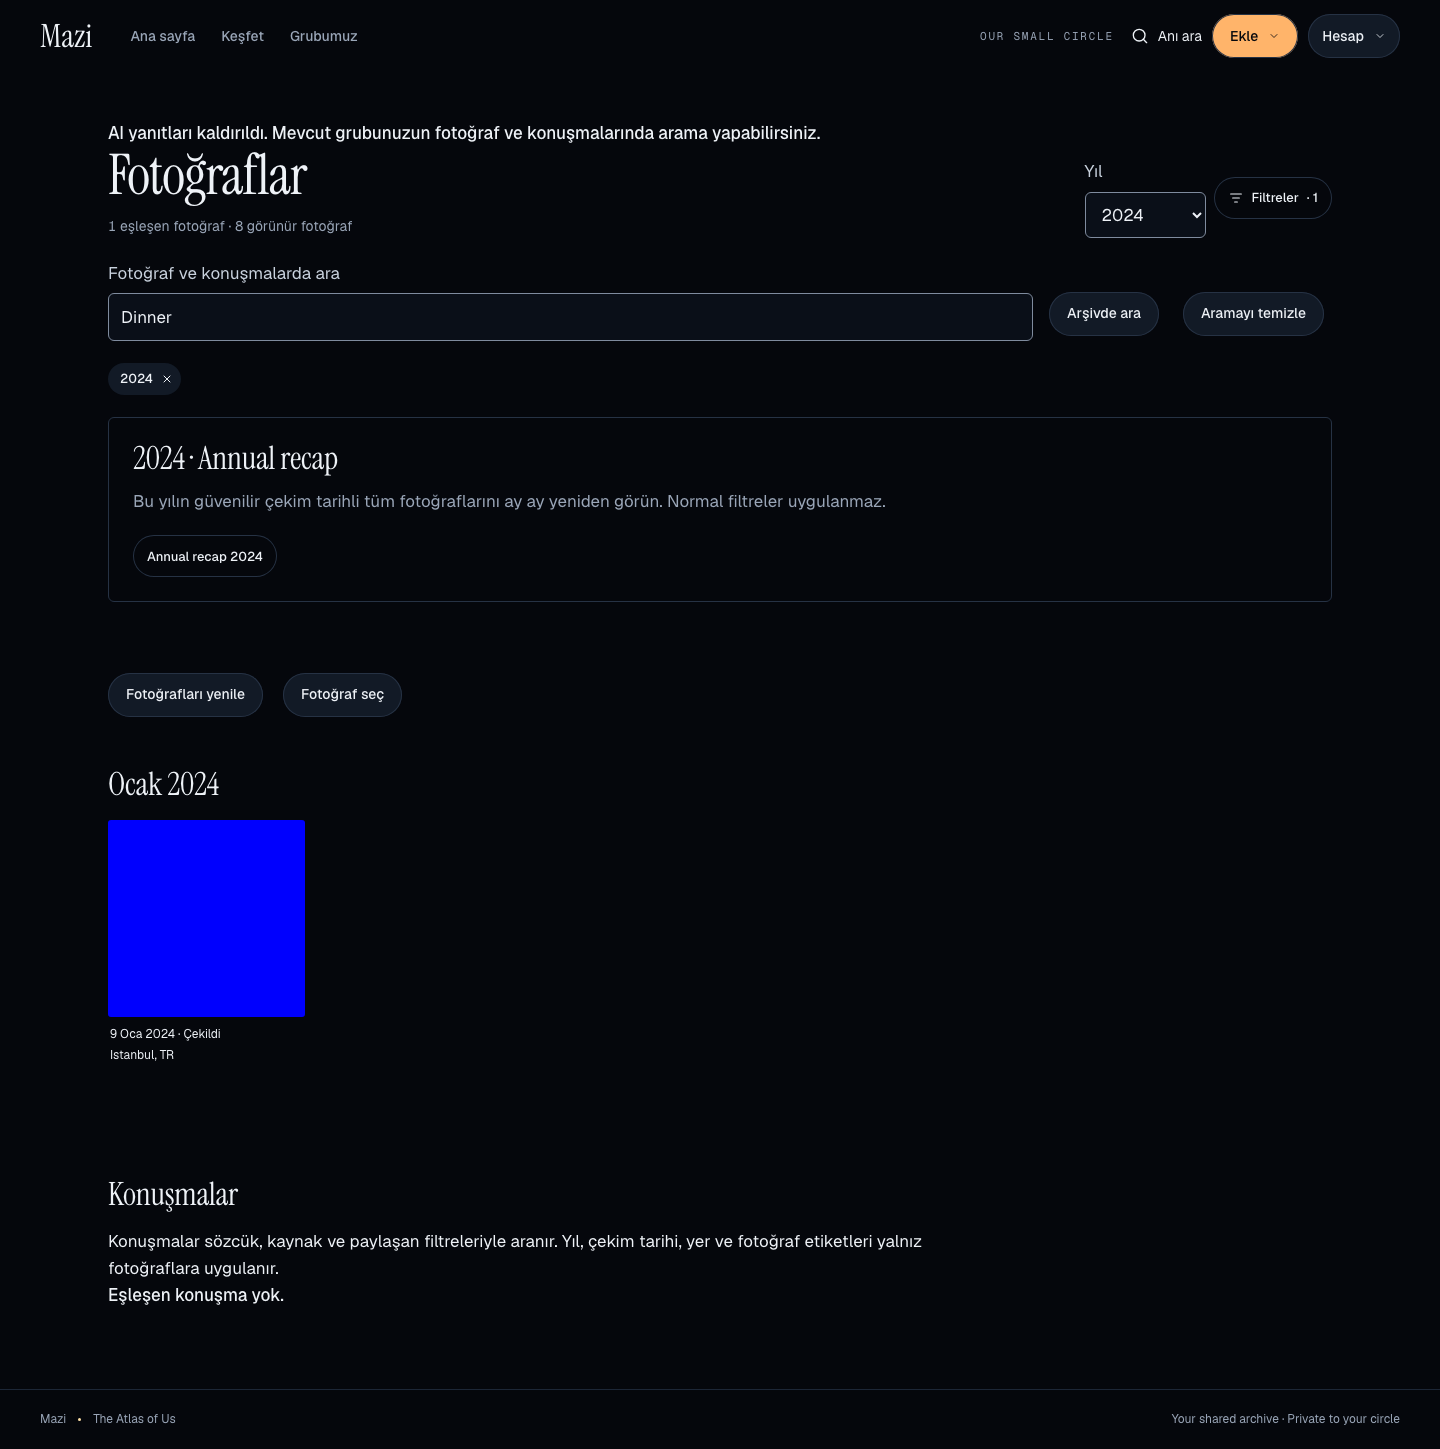 Mazi
Ana sayfa
Keşfet
Grubumuz
OUR SMALL CIRCLE
Anı ara
Ekle
Hesap
AI yanıtları kaldırıldı. Mevcut grubunuzun fotoğraf ve konuşmalarında arama yapabilirsiniz.
Fotoğraflar
1 eşleşen fotoğraf · 8 görünür fotoğraf
Yıl
2024
Filtreler · 1
Fotoğraf ve konuşmalarda ara
Dinner
Arşivde ara
Aramayı temizle
2024 ×
2024 · Annual recap
Bu yılın güvenilir çekim tarihli tüm fotoğraflarını ay ay yeniden görün. Normal filtreler uygulanmaz.
Annual recap 2024
Fotoğrafları yenile
Fotoğraf seç
Ocak 2024
9 Oca 2024 · Çekildi
Istanbul, TR
Konuşmalar
Konuşmalar sözcük, kaynak ve paylaşan filtreleriyle aranır. Yıl, çekim tarihi, yer ve fotoğraf etiketleri yalnız
fotoğraflara uygulanır.
Eşleşen konuşma yok.
Mazi • The Atlas of Us
Your shared archive · Private to your circle